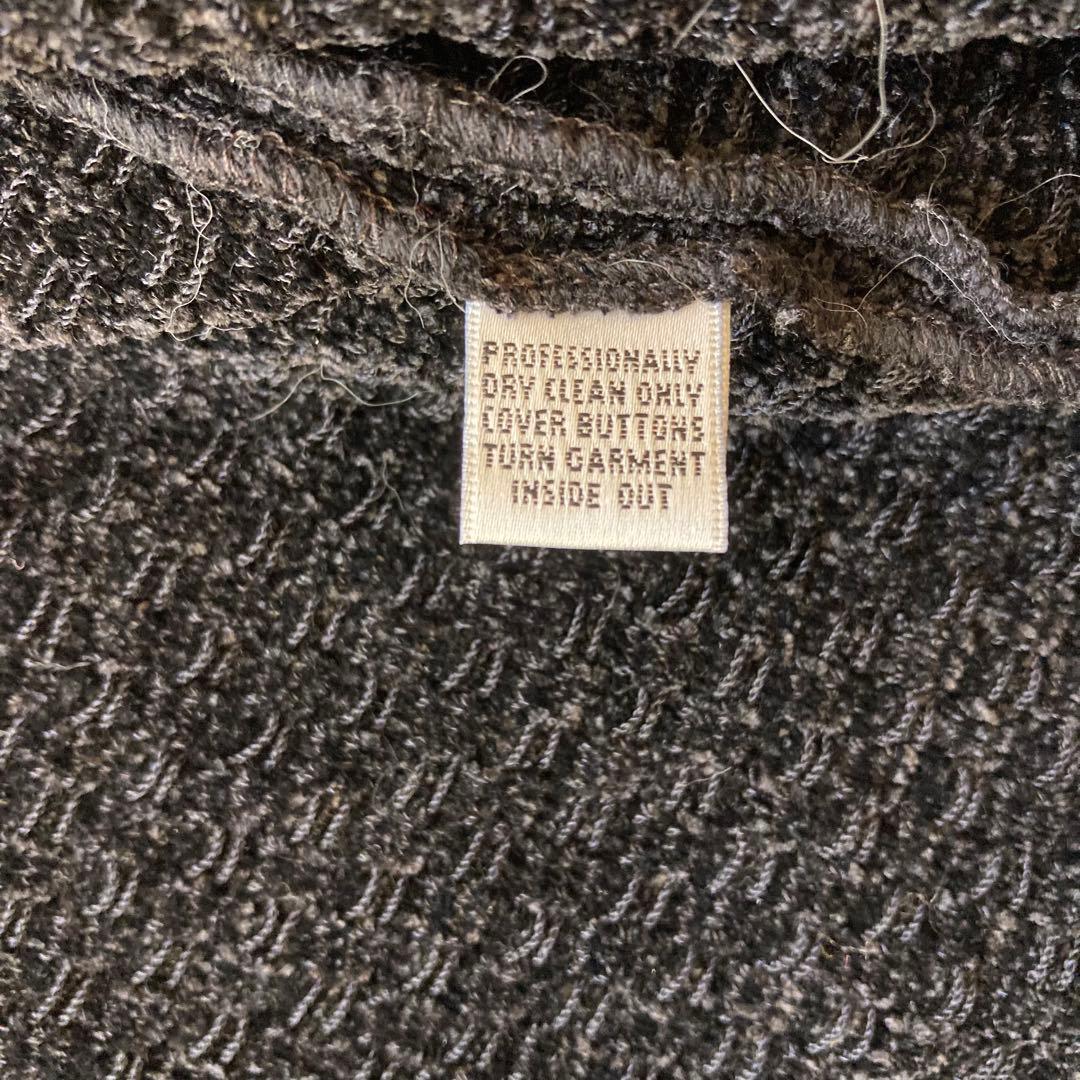 PROFESSIONALLY
DRY CLEAN ONLY
COVER BUTTONS
TURN GARMENT
INSIDE OUT